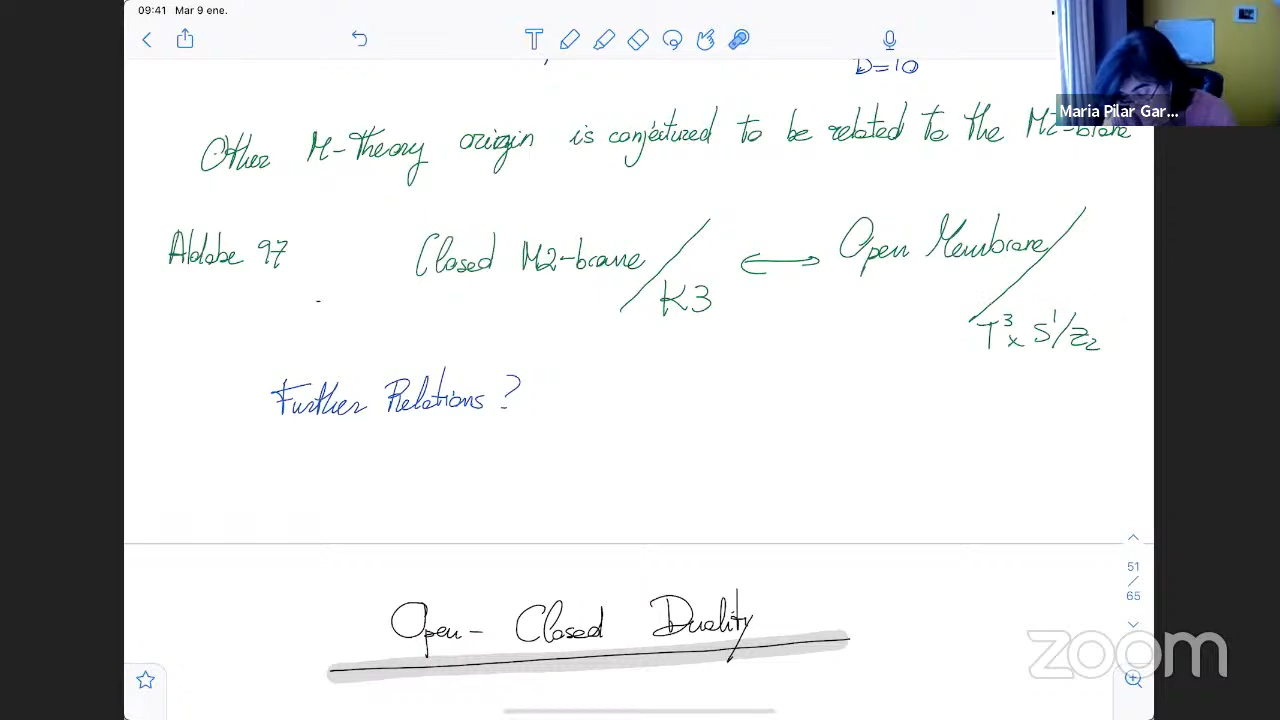 09:41 Mar 9 ene.
D=10
Maria Pilar Gar...
Other M-Theory origin is conjectured to be related to the M2-brane
Aldabe 97
Closed M2-brane / K3 ⟷ Open Membrane / T³ x S¹/Z₂
Further Relations?
51
/
65
Open-Closed Duality
zoom